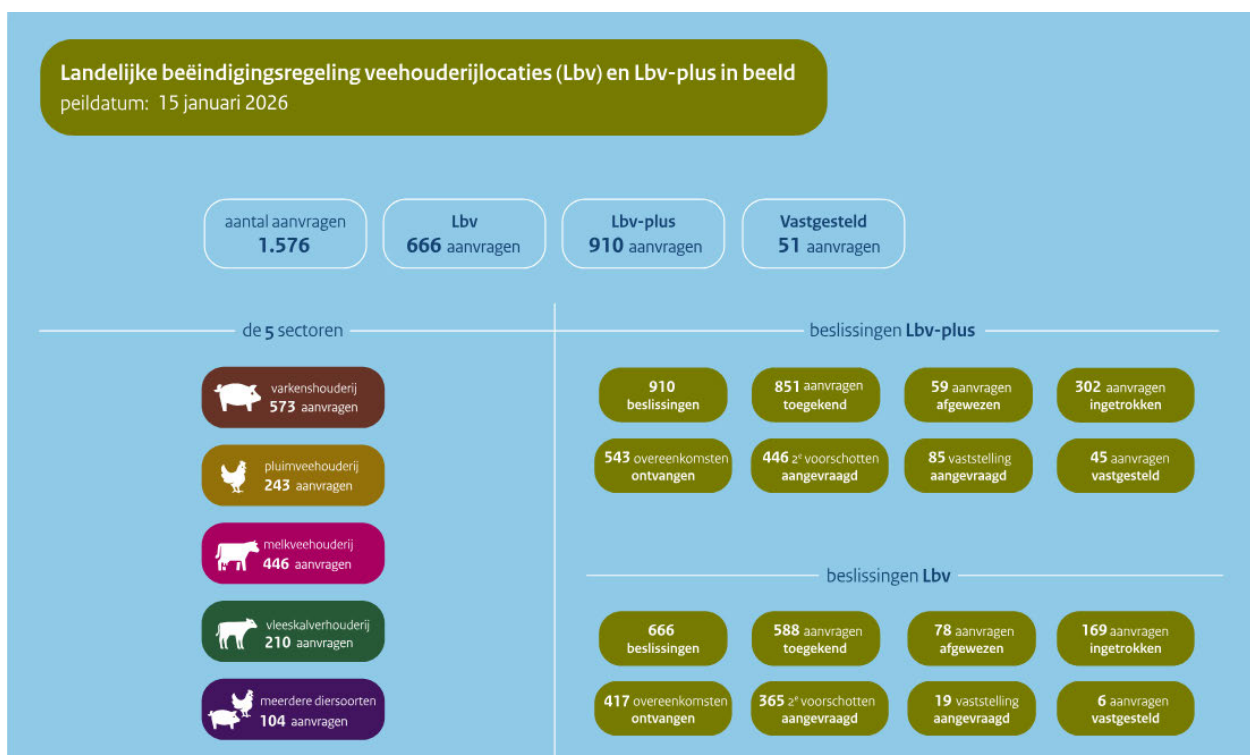 Landelijke beëindigingsregeling veehouderijlocaties (Lbv) en Lbv-plus in beeld
peildatum: 15 januari 2026
aantal aanvragen
1.576
Lbv
666 aanvragen
Lbv-plus
910 aanvragen
Vastgesteld
51 aanvragen
de 5 sectoren
varkenshouderij
573 aanvragen
pluimveehouderij
243 aanvragen
melkveehouderij
446 aanvragen
vleeskalverhouderij
210 aanvragen
meerdere diersoorten
104 aanvragen
beslissingen Lbv-plus
910
beslissingen
851 aanvragen
toegekend
59 aanvragen
afgewezen
302 aanvragen
ingetrokken
543 overeenkomsten
ontvangen
446 2e voorschotten
aangevraagd
85 vaststelling
aangevraagd
45 aanvragen
vastgesteld
beslissingen Lbv
666
beslissingen
588 aanvragen
toegekend
78 aanvragen
afgewezen
169 aanvragen
ingetrokken
417 overeenkomsten
ontvangen
365 2e voorschotten
aangevraagd
19 vaststelling
aangevraagd
6 aanvragen
vastgesteld